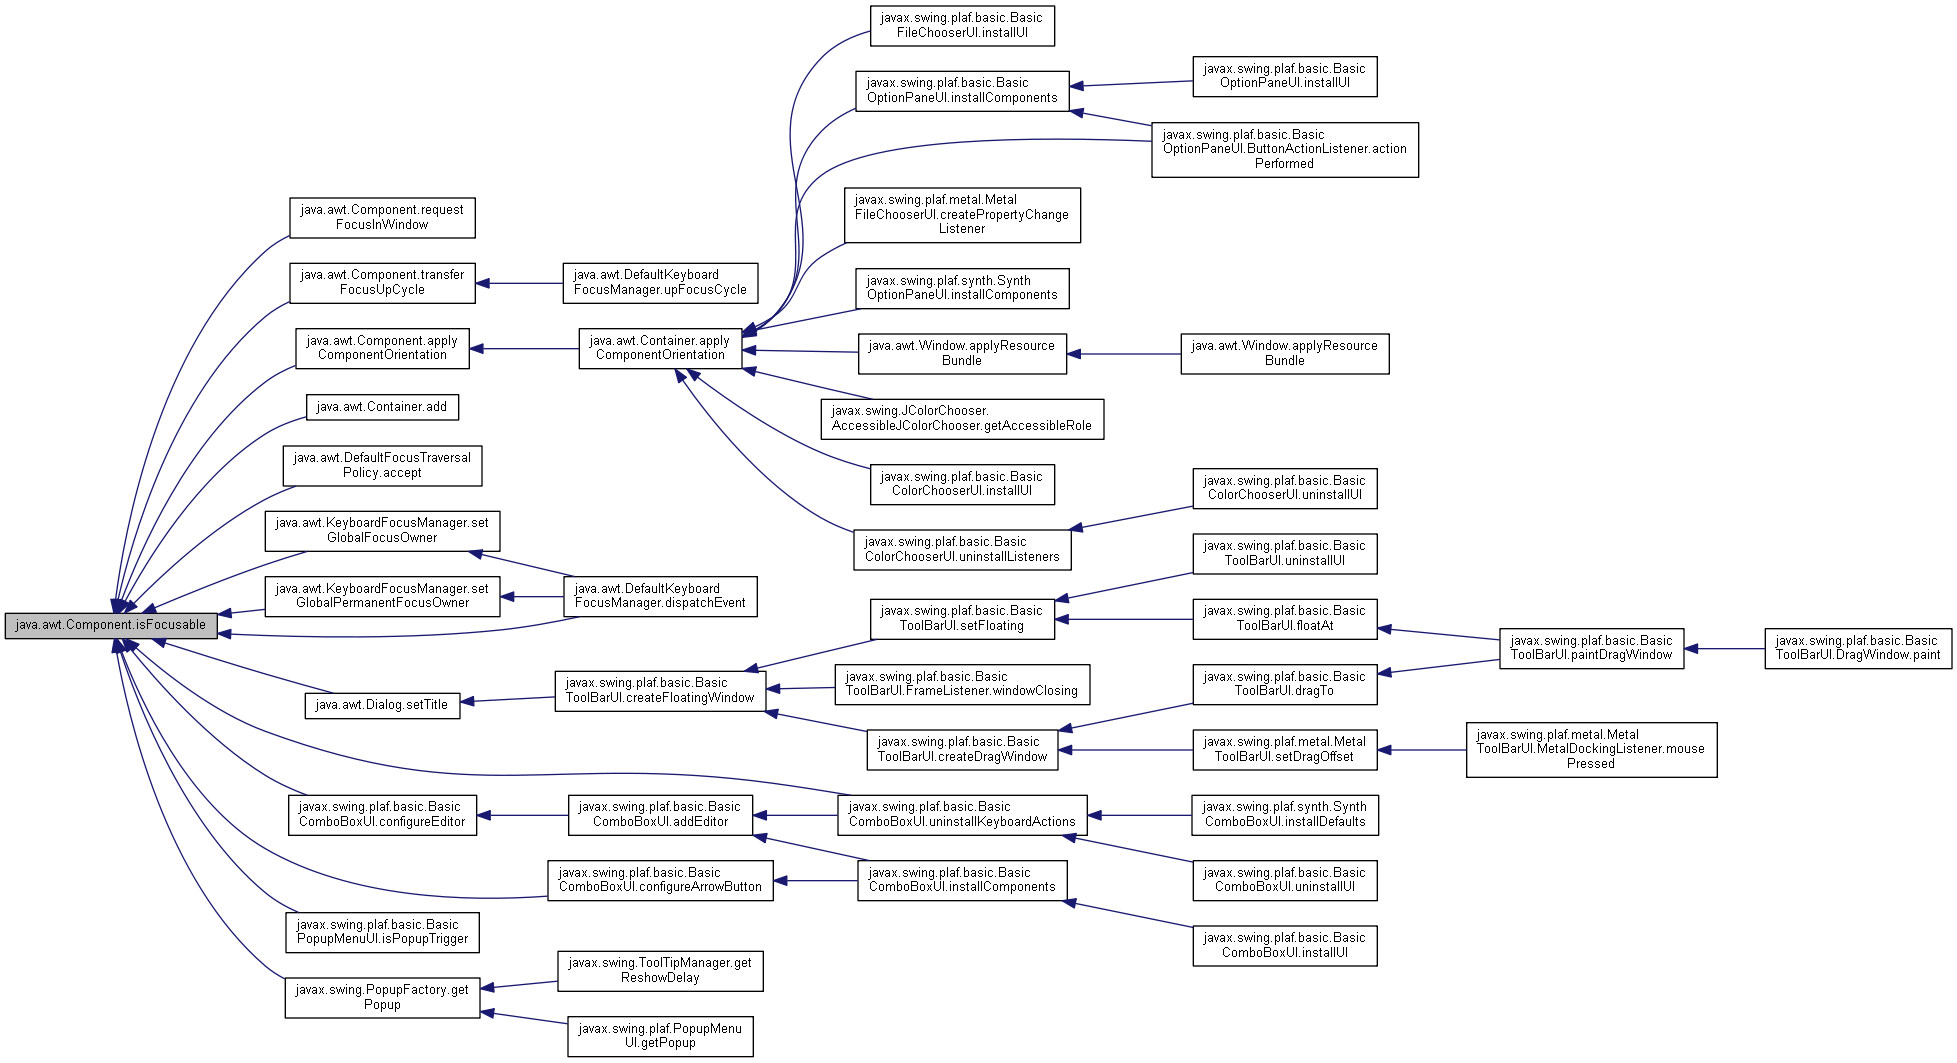 java.awt.Component.isFocusable
java.awt.Component.request
FocusInWindow
java.awt.Component.transfer
FocusUpCycle
java.awt.Component.apply
ComponentOrientation
java.awt.Container.add
java.awt.DefaultFocusTraversal
Policy.accept
java.awt.KeyboardFocusManager.set
GlobalFocusOwner
java.awt.KeyboardFocusManager.set
GlobalPermanentFocusOwner
java.awt.Dialog.setTitle
javax.swing.plaf.basic.Basic
ComboBoxUI.configureEditor
javax.swing.plaf.basic.Basic
PopupMenuUI.isPopupTrigger
javax.swing.PopupFactory.get
Popup
java.awt.DefaultKeyboard
FocusManager.upFocusCycle
java.awt.Container.apply
ComponentOrientation
java.awt.DefaultKeyboard
FocusManager.dispatchEvent
javax.swing.plaf.basic.Basic
ToolBarUI.createFloatingWindow
javax.swing.plaf.basic.Basic
ComboBoxUI.addEditor
javax.swing.plaf.basic.Basic
ComboBoxUI.configureArrowButton
javax.swing.ToolTipManager.get
ReshowDelay
javax.swing.plaf.PopupMenu
UI.getPopup
javax.swing.plaf.basic.Basic
FileChooserUI.installUI
javax.swing.plaf.basic.Basic
OptionPaneUI.installComponents
javax.swing.plaf.metal.Metal
FileChooserUI.createPropertyChange
Listener
javax.swing.plaf.synth.Synth
OptionPaneUI.installComponents
java.awt.Window.applyResource
Bundle
javax.swing.JColorChooser.
AccessibleJColorChooser.getAccessibleRole
javax.swing.plaf.basic.Basic
ColorChooserUI.installUI
javax.swing.plaf.basic.Basic
ColorChooserUI.uninstallListeners
javax.swing.plaf.basic.Basic
ToolBarUI.setFloating
javax.swing.plaf.basic.Basic
ToolBarUI.FrameListener.windowClosing
javax.swing.plaf.basic.Basic
ToolBarUI.createDragWindow
javax.swing.plaf.basic.Basic
ComboBoxUI.uninstallKeyboardActions
javax.swing.plaf.basic.Basic
ComboBoxUI.installComponents
javax.swing.plaf.basic.Basic
OptionPaneUI.installUI
javax.swing.plaf.basic.Basic
OptionPaneUI.ButtonActionListener.action
Performed
java.awt.Window.applyResource
Bundle
javax.swing.plaf.basic.Basic
ColorChooserUI.uninstallUI
javax.swing.plaf.basic.Basic
ToolBarUI.uninstallUI
javax.swing.plaf.basic.Basic
ToolBarUI.floatAt
javax.swing.plaf.basic.Basic
ToolBarUI.dragTo
javax.swing.plaf.metal.Metal
ToolBarUI.setDragOffset
javax.swing.plaf.synth.Synth
ComboBoxUI.installDefaults
javax.swing.plaf.basic.Basic
ComboBoxUI.uninstallUI
javax.swing.plaf.basic.Basic
ComboBoxUI.installUI
javax.swing.plaf.basic.Basic
ToolBarUI.paintDragWindow
javax.swing.plaf.metal.Metal
ToolBarUI.MetalDockingListener.mouse
Pressed
javax.swing.plaf.basic.Basic
ToolBarUI.DragWindow.paint